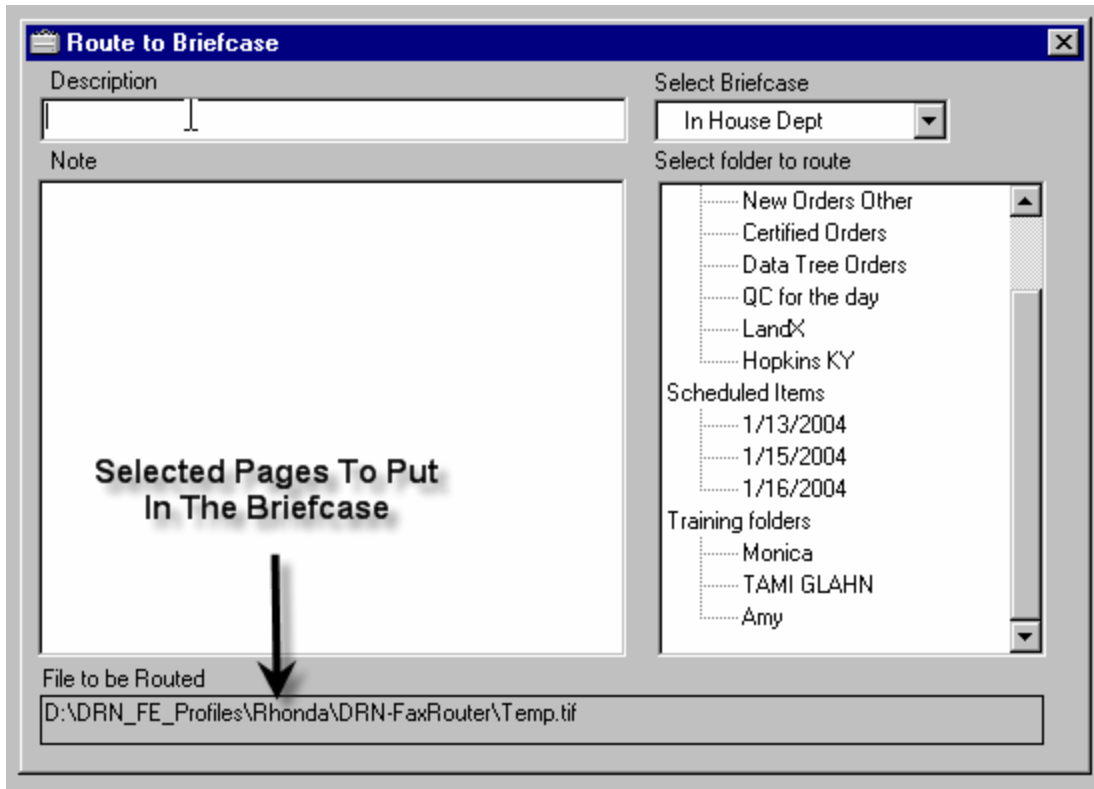 Route to Briefcase
Description
Select Briefcase
In House Dept
Note
Select folder to route
New Orders Other
Certified Orders
Data Tree Orders
QC for the day
LandX
Hopkins KY
Scheduled Items
1/13/2004
1/15/2004
1/16/2004
Training folders
Monica
TAMI GLAHN
Amy
Selected Pages To Put
In The Briefcase
File to be Routed
D:\DRN_FE_Profiles\Rhonda\DRN-FaxRouter\Temp.tif